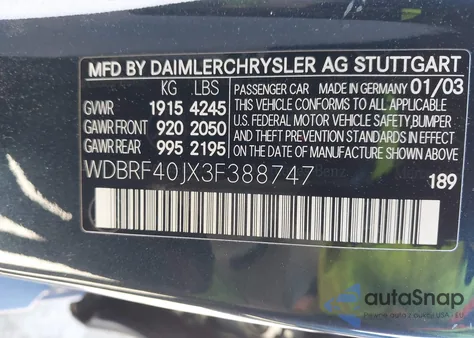 MFD BY DAIMLERCHRYSLER AG STUTTGART
KG LBS
GVWR 1915 4245
GAWR FRONT 920 2050
GAWR REAR 995 2195
PASSENGER CAR MADE IN GERMANY 01/03
THIS VEHICLE CONFORMS TO ALL APPLICABLE
U.S. FEDERAL MOTOR VEHICLE SAFETY, BUMPER
AND THEFT PREVENTION STANDARDS IN EFFECT
ON THE DATE OF MANUFACTURE SHOWN ABOVE.
WDBRF40JX3F388747
189
autoSnap